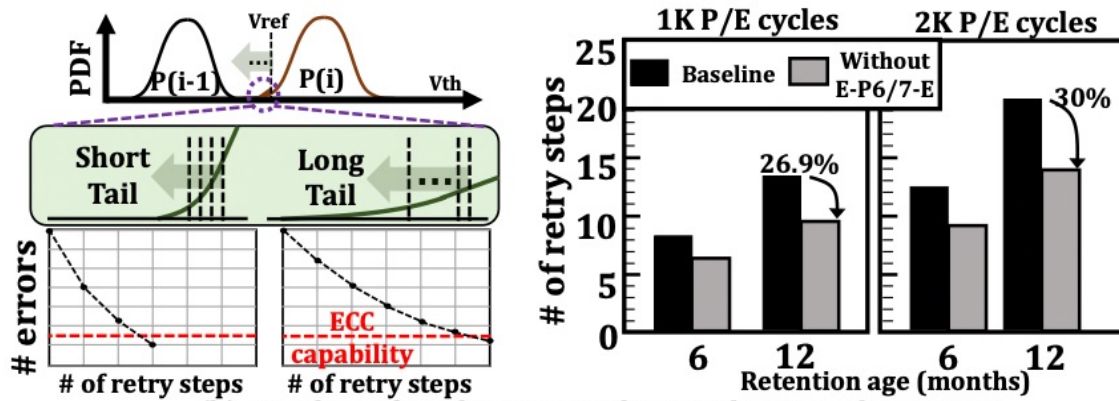 PDF
Vref
...
P(i-1)
P(i)
Vth
Short
Tail
Long
Tail
...
# errors
ECC
capability
# of retry steps
# of retry steps
1K P/E cycles
2K P/E cycles
Baseline
Without
E-P6/7-E
# of retry steps
25
20
15
10
5
0
26.9%
30%
6
12
6
12
Retention age (months)